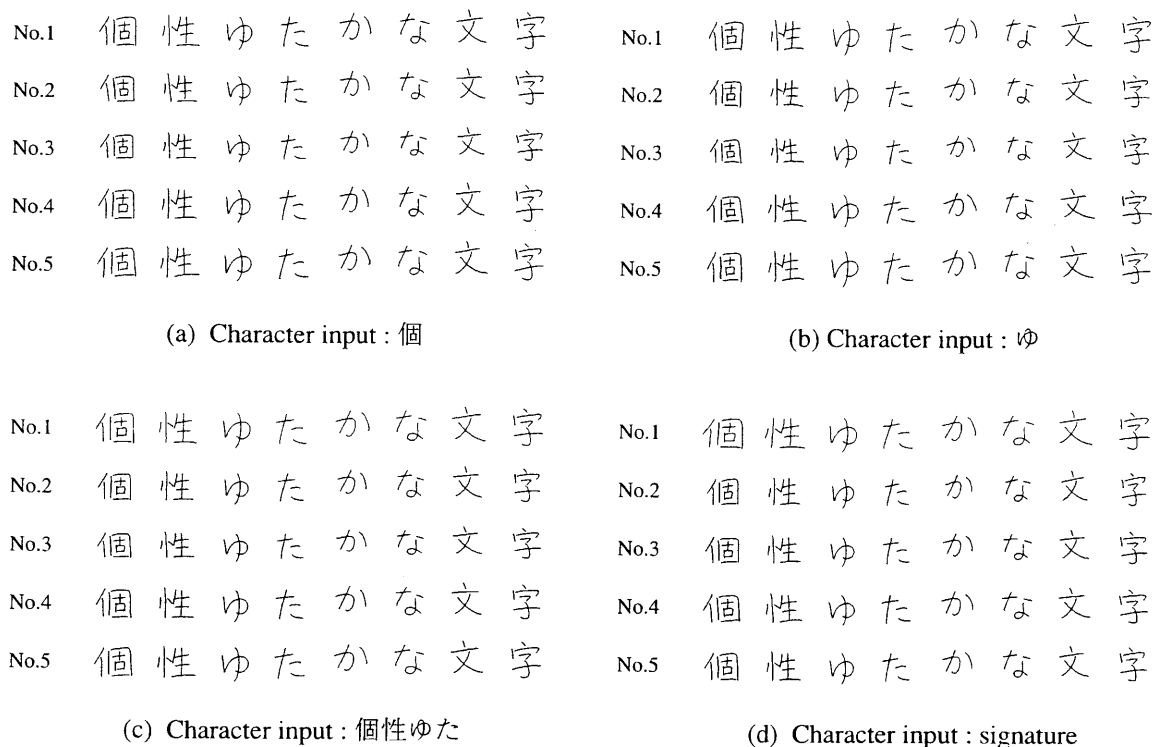 No.1 個性ゆたかな文字
No.2 個性ゆたかな文字
No.3 個性ゆたかな文字
No.4 個性ゆたかな文字
No.5 個性ゆたかな文字
(a) Character input : 個
No.1 個性ゆたかな文字
No.2 個性ゆたかな文字
No.3 個性ゆたかな文字
No.4 個性ゆたかな文字
No.5 個性ゆたかな文字
(b) Character input : ゆ
No.1 個性ゆたかな文字
No.2 個性ゆたかな文字
No.3 個性ゆたかな文字
No.4 個性ゆたかな文字
No.5 個性ゆたかな文字
(c) Character input : 個性ゆた
No.1 個性ゆたかな文字
No.2 個性ゆたかな文字
No.3 個性ゆたかな文字
No.4 個性ゆたかな文字
No.5 個性ゆたかな文字
(d) Character input : signature